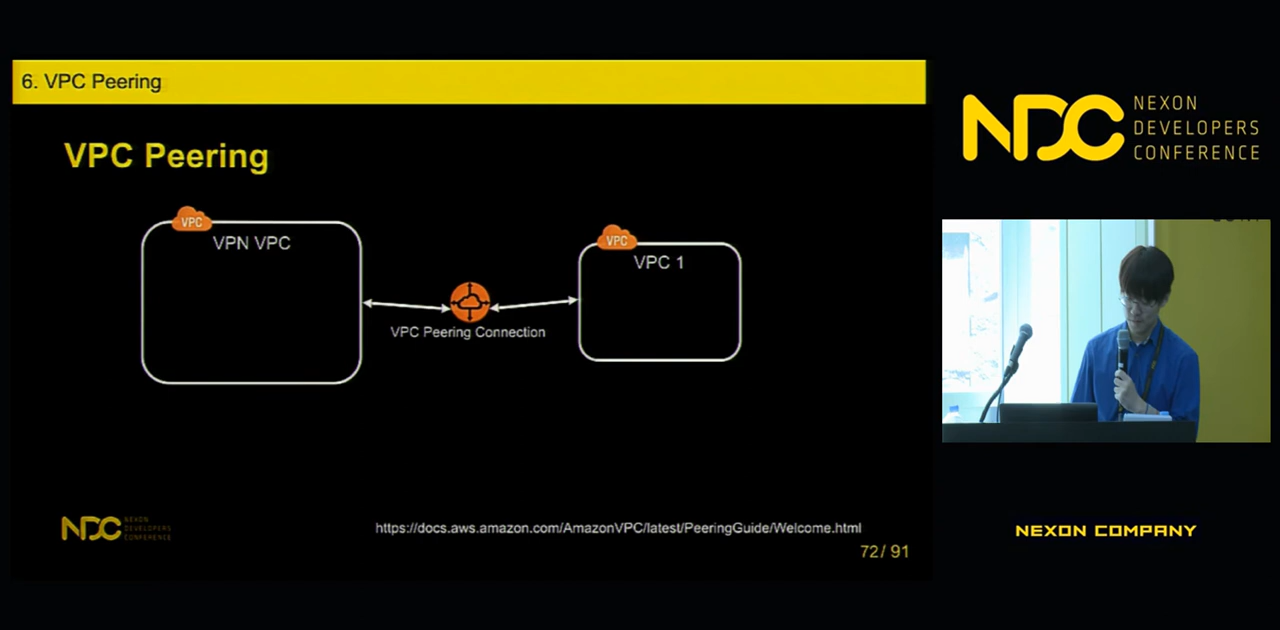 6. VPC Peering
VPC Peering
VPC
VPN VPC
VPC
VPC 1
VPC Peering Connection
NDC
NEXON
DEVELOPERS
CONFERENCE
https://docs.aws.amazon.com/AmazonVPC/latest/PeeringGuide/Welcome.html
72/ 91
NDC
NEXON
DEVELOPERS
CONFERENCE
NEXON COMPANY